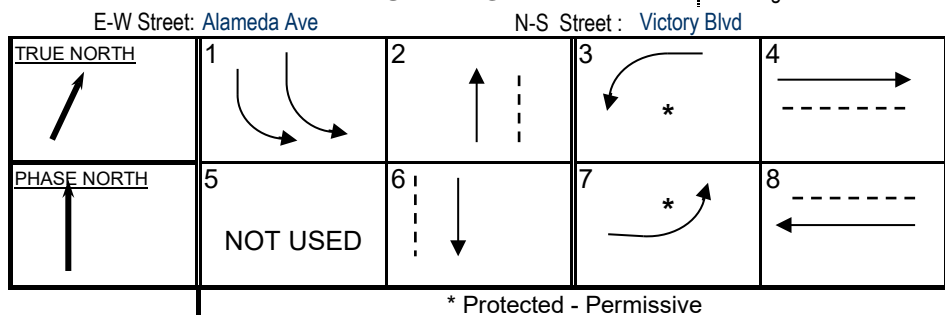 E-W Street: Alameda Ave N-S Street : Victory Blvd
TRUE NORTH 1 2 3 4
*
PHASE NORTH 5 6 7 8
*
NOT USED
* Protected - Permissive